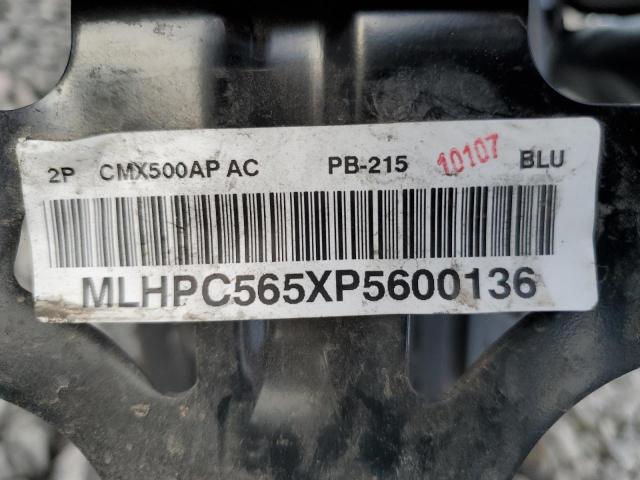 2P CMX500AP AC PB-215 10107 BLU
MLHPC565XP5600136